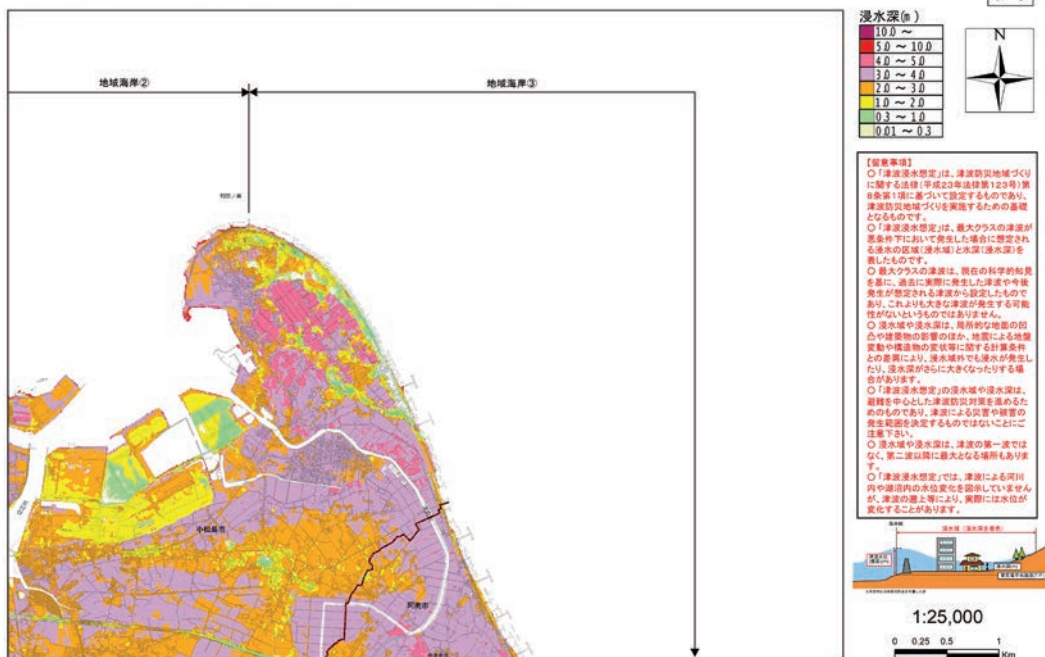 浸水深(m)
10.0 ～
5.0 ～ 10.0
4.0 ～ 5.0
3.0 ～ 4.0
2.0 ～ 3.0
1.0 ～ 2.0
0.3 ～ 1.0
0.01 ～ 0.3
N
地域海岸②
地域海岸③
小松島市
阿南市
【留意事項】
○「津波浸水想定」は、津波防災地域づくり
に関する法律(平成23年法律第123号)第
8条第1項に基づいて設定するものであり、
津波防災地域づくりを実施するための基礎
となるものです。
○「津波浸水想定」は、最大クラスの津波が
悪条件下において発生した場合に想定され
る浸水の区域(浸水域)と水深(浸水深)を
表したものです。
○ 最大クラスの津波は、現在の科学的知見
を基に、過去に実際に発生した津波や今後
発生が想定される津波から設定したもので
あり、これよりも大きな津波が発生する可能
性がないというものではありません。
○ 浸水域や浸水深は、局所的な地面の凹
凸や建築物の影響のほか、地震による地盤
変動や構造物の変状等に関する計算条件
との差異により、浸水域外でも浸水が発生し
たり、浸水深がさらに大きくなったりする場
合があります。
○「津波浸水想定」の浸水域や浸水深は、
避難を中心とした津波防災対策を進めるた
めのものであり、津波による災害や被害の
発生範囲を決定するものではないことにご
注意下さい。
○ 浸水域や浸水深は、津波の第一波では
なく、第二波以降に最大となる場所もありま
す。
○「津波浸水想定」では、津波による河川
内や湖沼内の水位変化を図示していません
が、津波の遡上等により、実際には水位が
変化することがあります。
1:25,000
0 0.25 0.5 1
Km